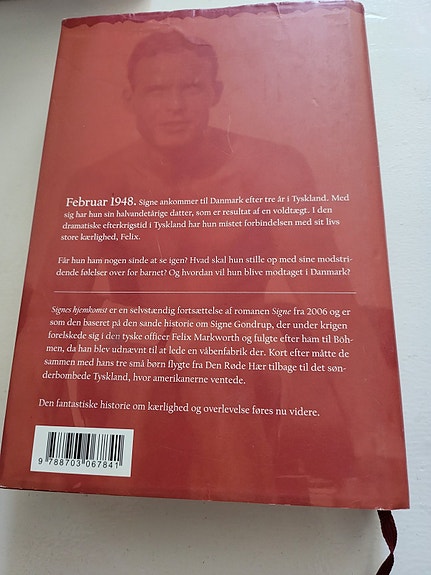 Februar 1948. Signe ankommer til Danmark efter tre år i Tyskland. Med
sig har hun sin halvandetårige datter, som er resultat af en voldtægt. I den
dramatiske efterkrigstid i Tyskland har hun mistet forbindelsen med sit livs
store kærlighed, Felix.
Får hun ham nogen sinde at se igen? Hvad skal hun stille op med sine modstri-
dende følelser over for barnet? Og hvordan vil hun blive modtaget i Danmark?
Signes hjemkomst er en selvstændig fortsættelse af romanen Signe fra 2006 og er
som den baseret på den sande historie om Signe Gondrup, der under krigen
forelskede sig i den tyske officer Felix Markworth og fulgte efter ham til Böh-
men, da han blev udnævnt til at lede en våbenfabrik der. Kort efter måtte de
sammen med hans tre små børn flygte fra Den Røde Hær tilbage til det søn-
derbombede Tyskland, hvor amerikanerne ventede.
Den fantastiske historie om kærlighed og overlevelse føres nu videre.
9 788703 067841